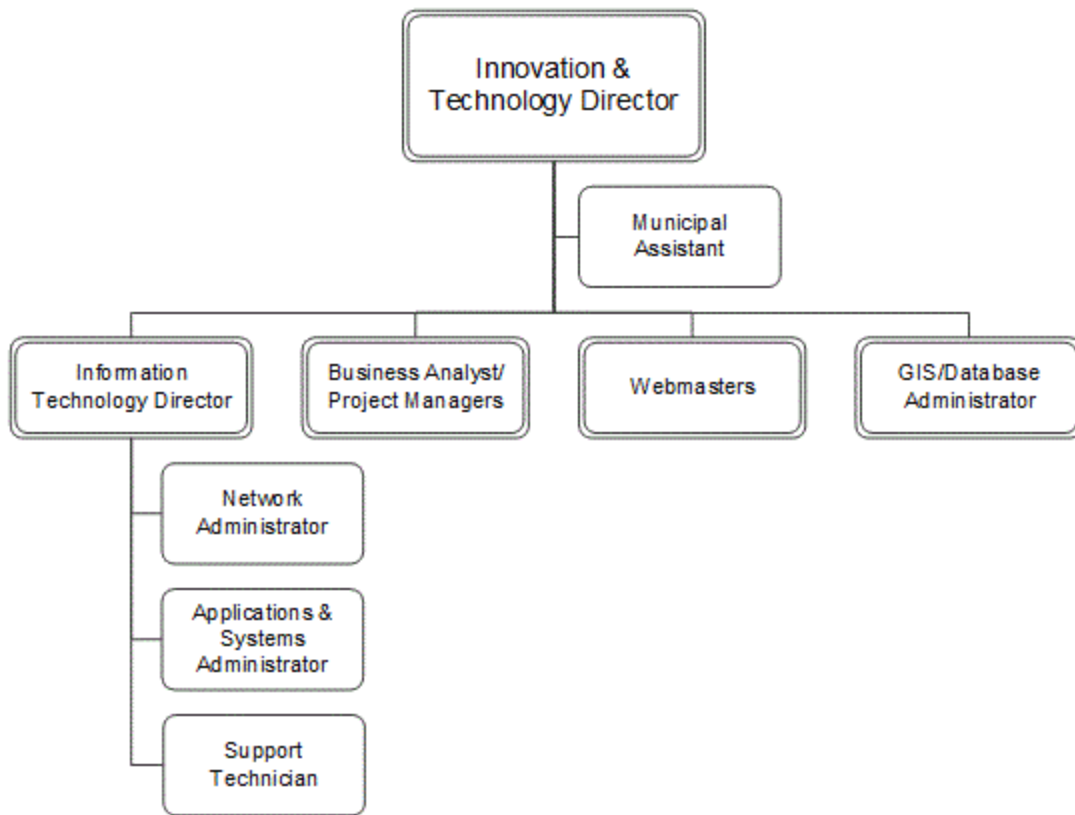 Innovation &
Technology Director
Municipal
Assistant
Information
Technology Director
Business Analyst/
Project Managers
Webmasters
GIS/Database
Administrator
Network
Administrator
Applications &
Systems
Administrator
Support
Technician